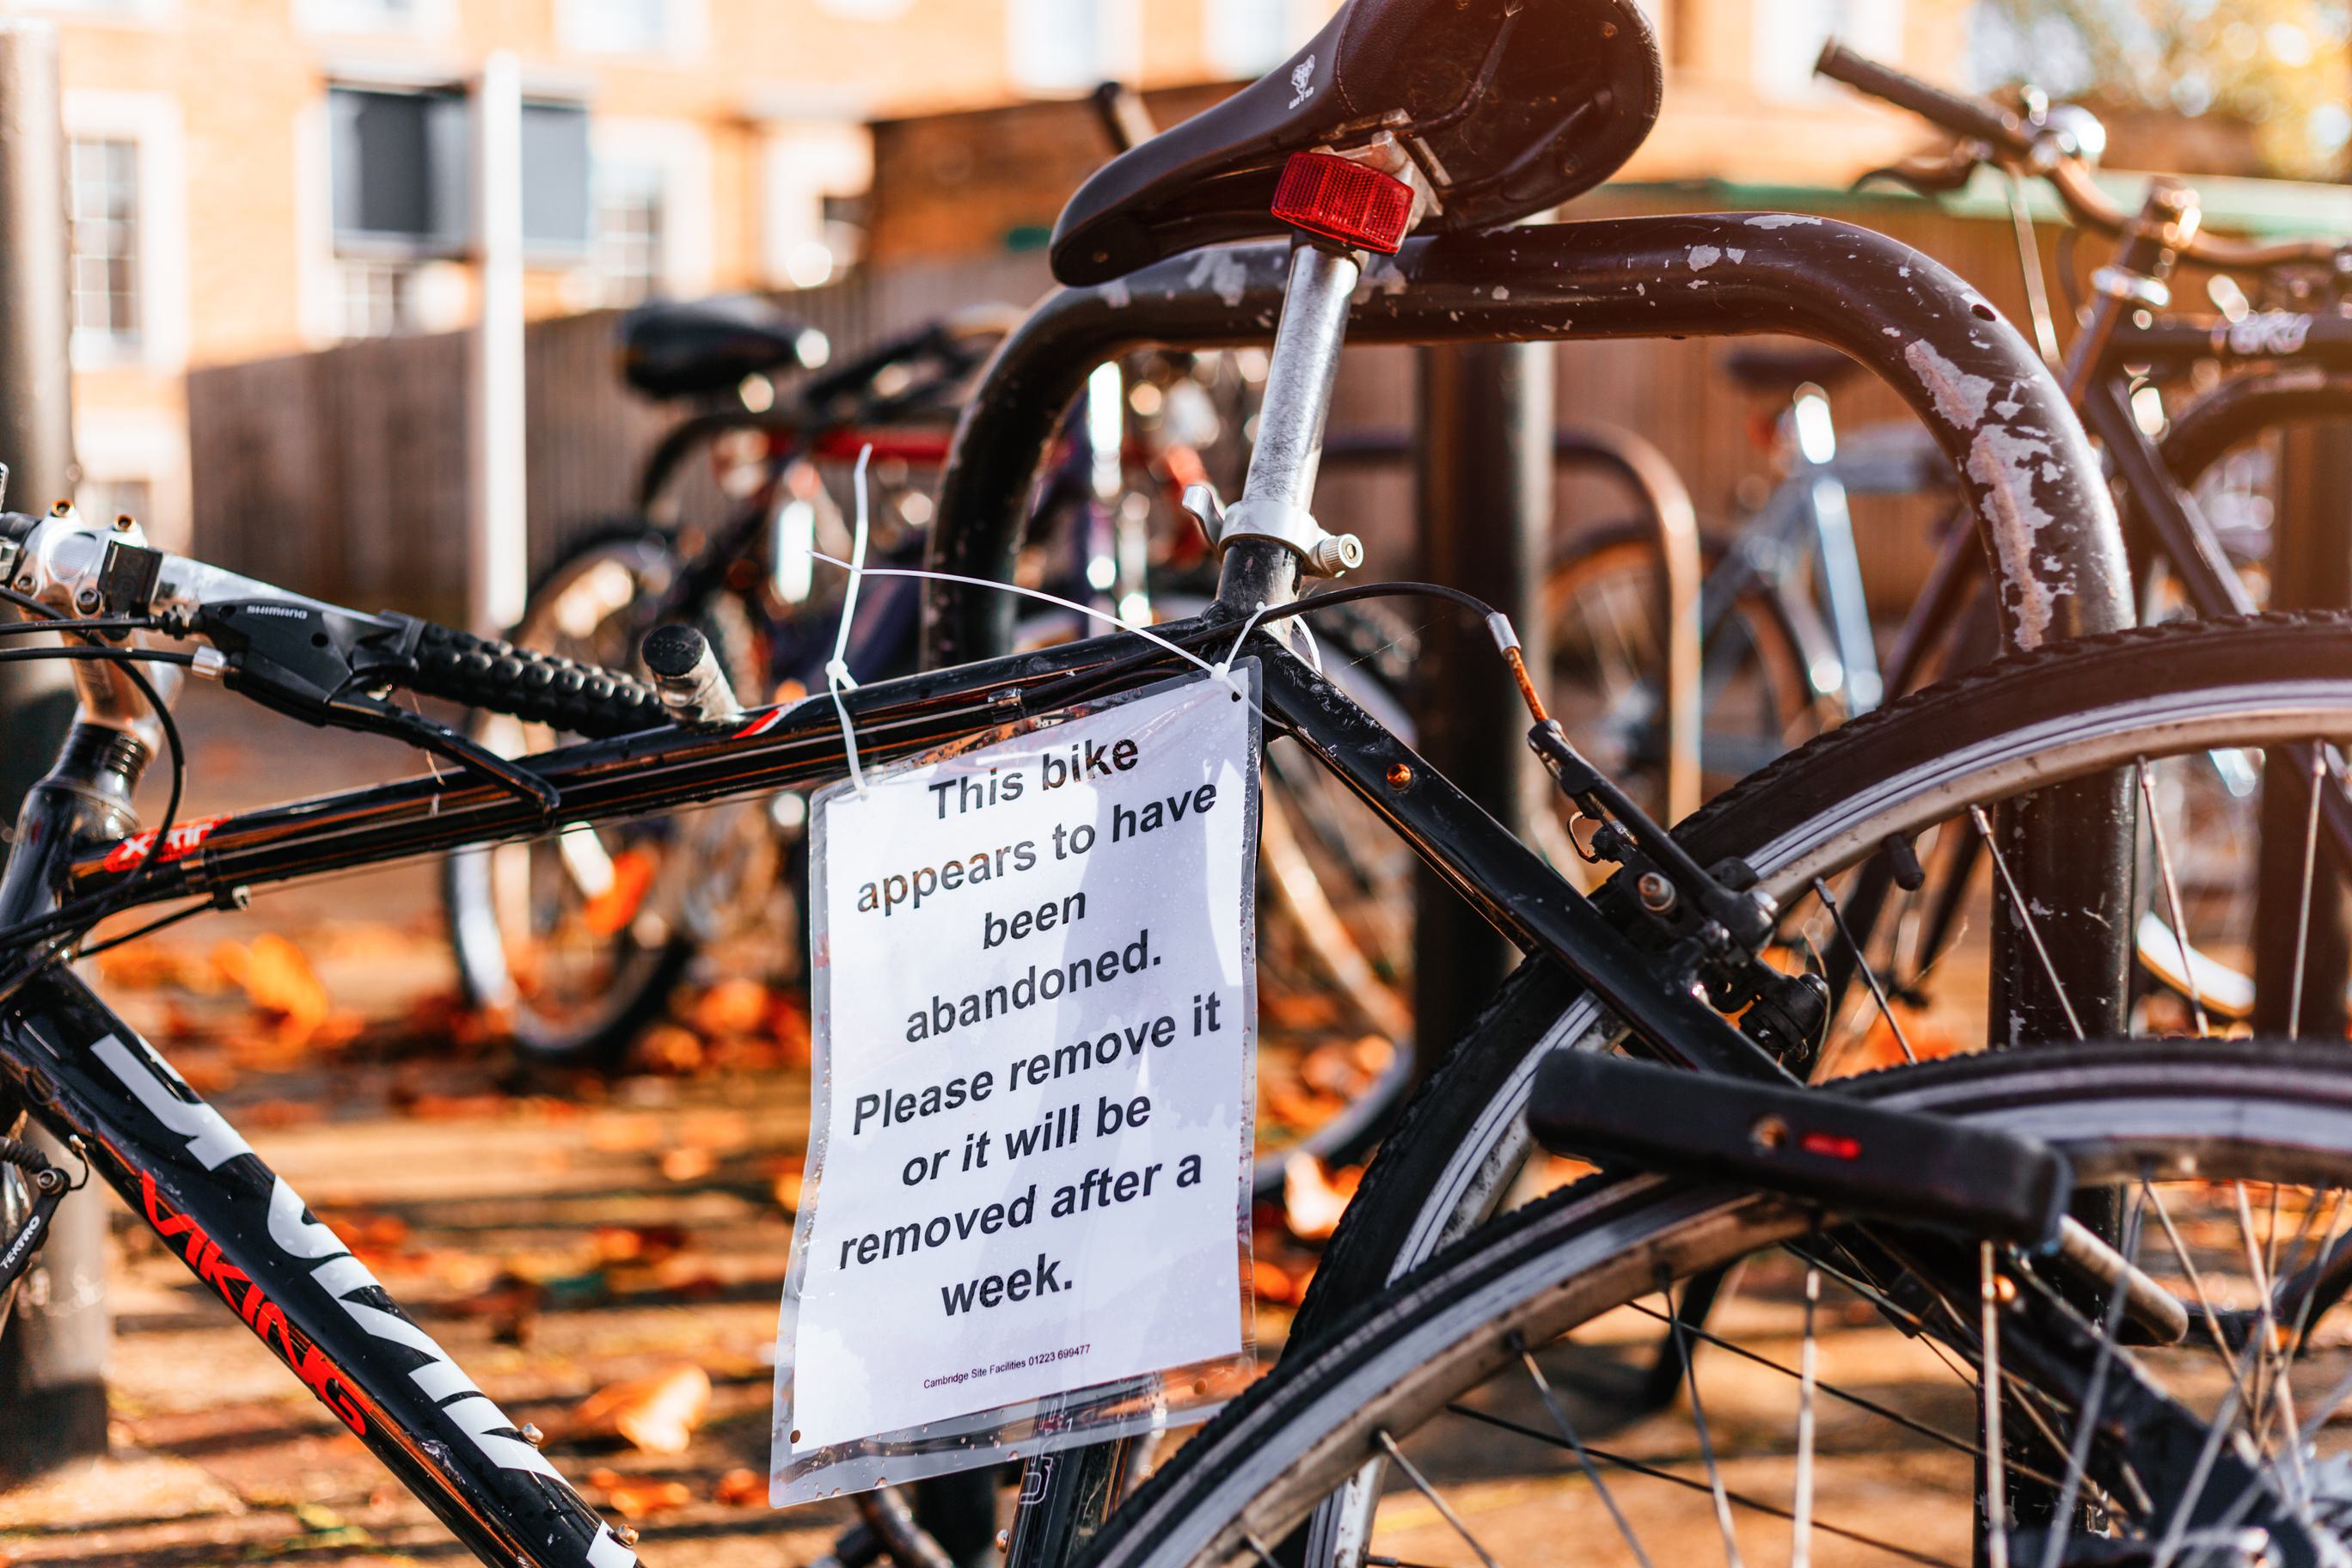 This bike
appears to have
been
abandoned.
Please remove it
or it will be
removed after a
week.
Cambridge Site Facilities 01223 699477
SHIMANO
VIKING
TEKTRO